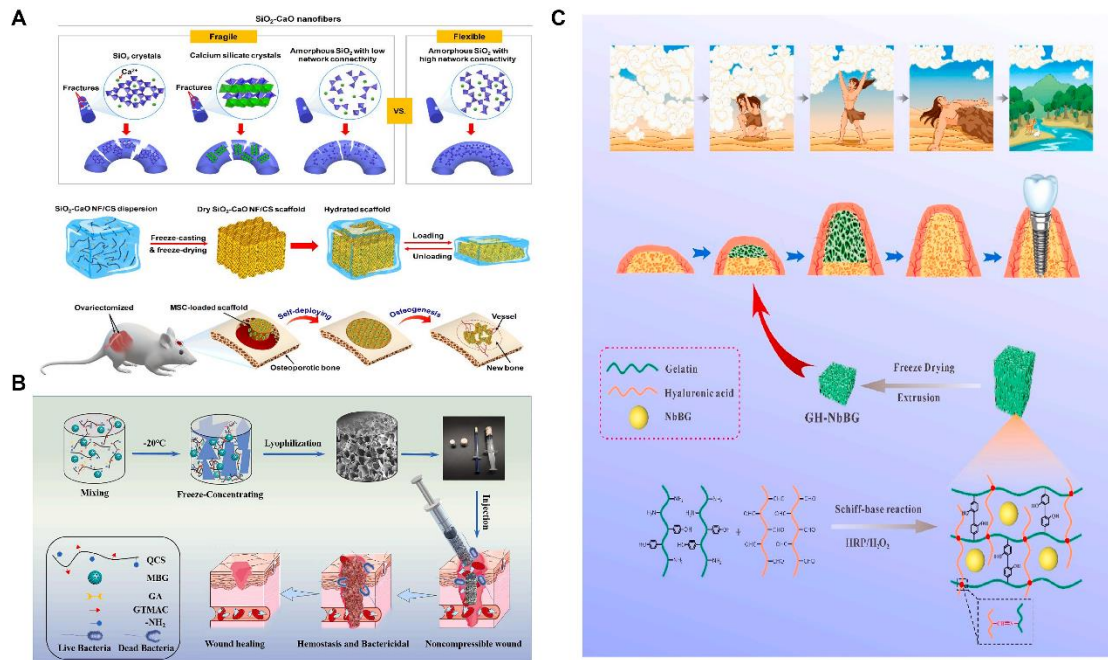 A
SiO₂-CaO nanofibers
Fragile
Flexible
SiO₂ crystals
Calcium silicate crystals
Amorphous SiO₂ with low
network connectivity
Amorphous SiO₂ with
high network connectivity
Ca²⁺
Fractures
Fractures
VS.
SiO₂-CaO NF/CS dispersion
Dry SiO₂-CaO NF/CS scaffold
Hydrated scaffold
Freeze-casting
& freeze-drying
Loading
Unloading
Ovariectomized
MSC-loaded scaffold
Self-deploying
Osteogenesis
Vessel
Osteoporotic bone
New bone
B
-20℃
Lyophilization
Mixing
Freeze-Concentrating
Injection
QCS
MBG
GA
GTMAC
-NH₂
Live Bacteria
Dead Bacteria
Wound healing
Hemostasis and Bactericidal
Noncompressible wound
C
Gelatin
Hyaluronic acid
NbBG
GH-NbBG
Freeze Drying
Extrusion
NbBG
NbBG
NbBG
Schiff-base reaction
HRP/H₂O₂